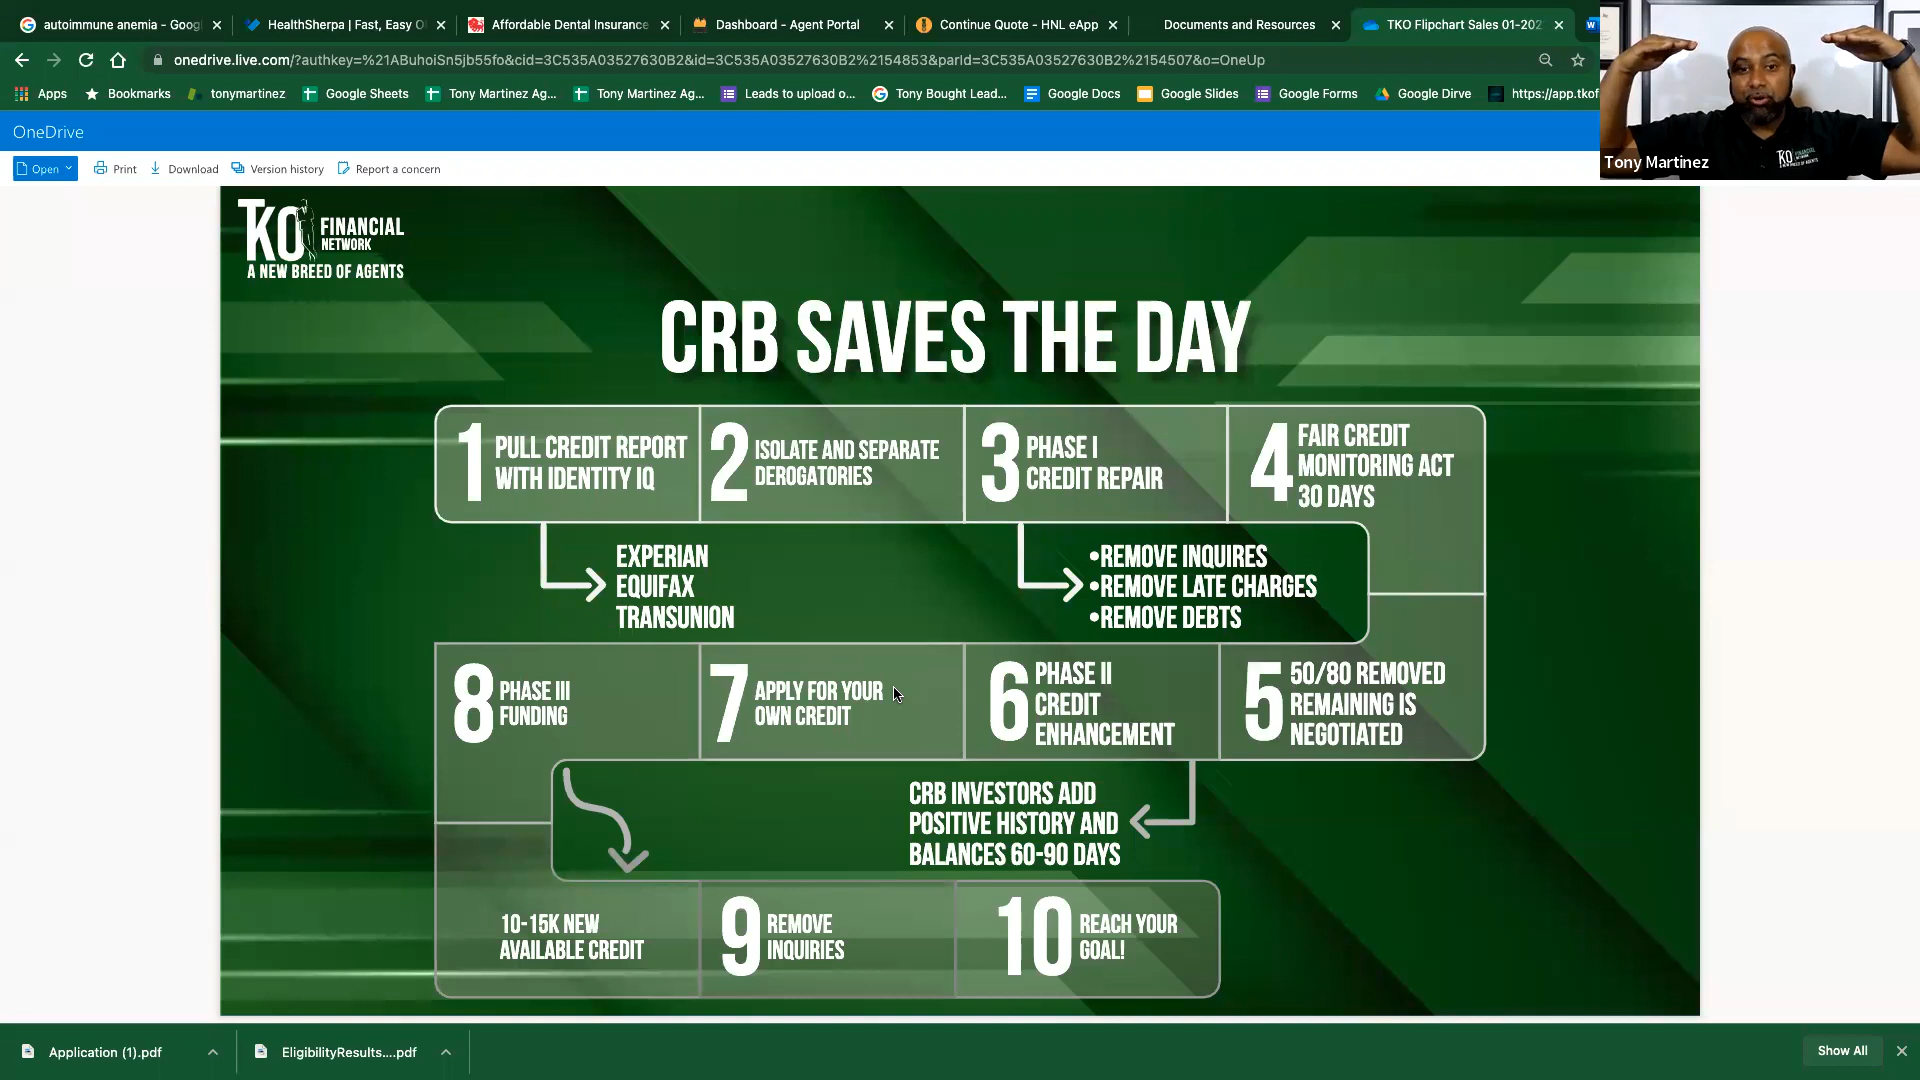 autoimmune anemia - Goog
HealthSherpa | Fast, Easy O
Affordable Dental Insurance
Dashboard - Agent Portal
Continue Quote - HNL eApp
Documents and Resources
TKO Flipchart Sales 01-202
onedrive.live.com/?authkey=%21ABuhoiSn5jb55fo&cid=3C535A03527630B2&id=3C535A03527630B2%2154853&parId=3C535A03527630B2%2154507&o=OneUp
Apps
Bookmarks
tonymartinez
Google Sheets
Tony Martinez Ag...
Tony Martinez Ag...
Leads to upload o...
Tony Bought Lead...
Google Docs
Google Slides
Google Forms
Google Dirve
https://app.tkof
OneDrive
Open
Print
Download
Version history
Report a concern
Tony Martinez
TKO FINANCIAL
NETWORK
A NEW BREED OF AGENTS
CRB SAVES THE DAY
1 PULL CREDIT REPORT
WITH IDENTITY IQ
2 ISOLATE AND SEPARATE
DEROGATORIES
3 PHASE I
CREDIT REPAIR
4 FAIR CREDIT
MONITORING ACT
30 DAYS
EXPERIAN
EQUIFAX
TRANSUNION
•REMOVE INQUIRES
•REMOVE LATE CHARGES
•REMOVE DEBTS
8 PHASE III
FUNDING
7 APPLY FOR YOUR
OWN CREDIT
6 PHASE II
CREDIT
ENHANCEMENT
5 50/80 REMOVED
REMAINING IS
NEGOTIATED
CRB INVESTORS ADD
POSITIVE HISTORY AND
BALANCES 60-90 DAYS
10-15K NEW
AVAILABLE CREDIT
9 REMOVE
INQUIRIES
10 REACH YOUR
GOAL!
Application (1).pdf
EligibilityResults....pdf
Show All